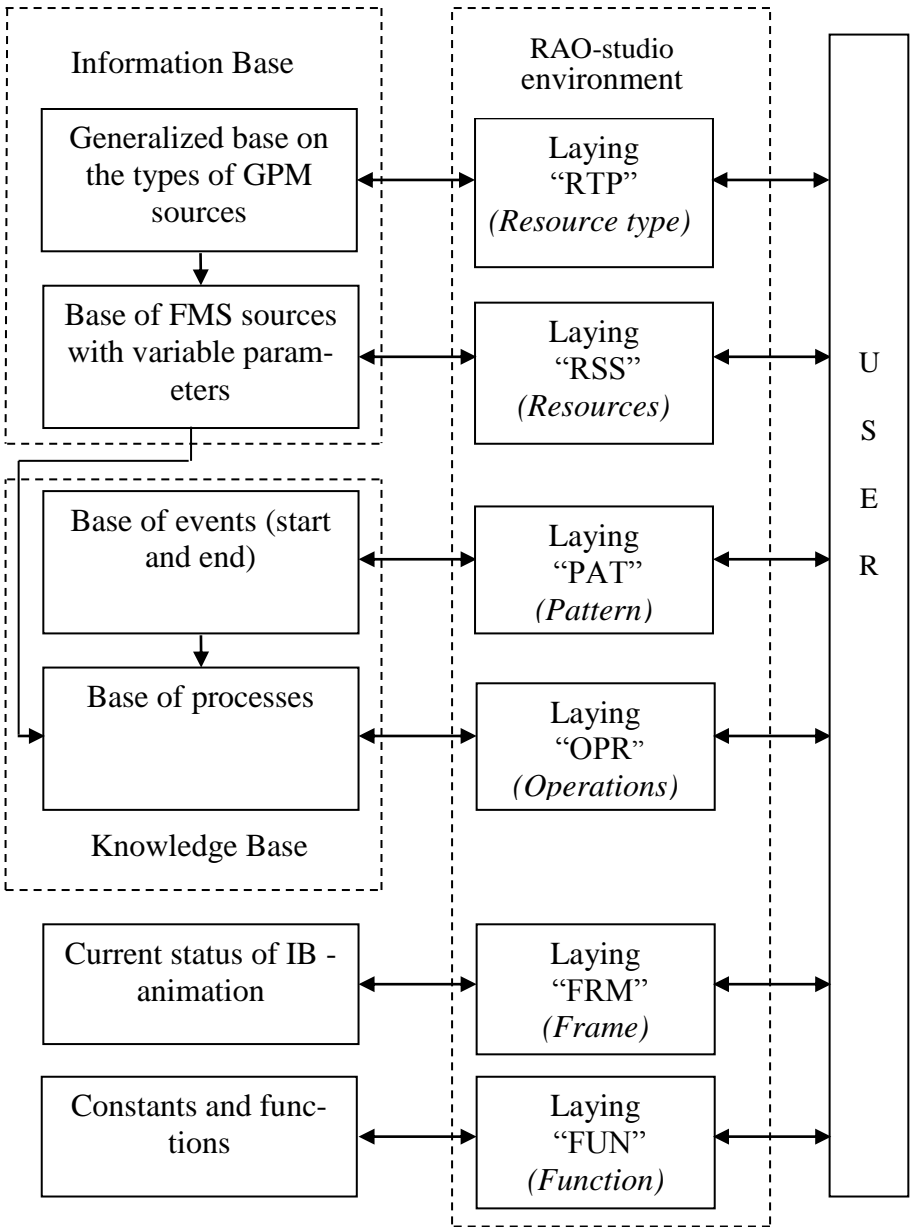 Information Base
Generalized base on
the types of GPM
sources
Base of FMS sources
with variable param-
eters
Base of events (start
and end)
Base of processes
Knowledge Base
Current status of IB -
animation
Constants and func-
tions
RAO-studio
environment
Laying
“RTP”
(Resource type)
Laying
“RSS”
(Resources)
Laying
“PAT”
(Pattern)
Laying
“OPR”
(Operations)
Laying
“FRM”
(Frame)
Laying
“FUN”
(Function)
U
S
E
R